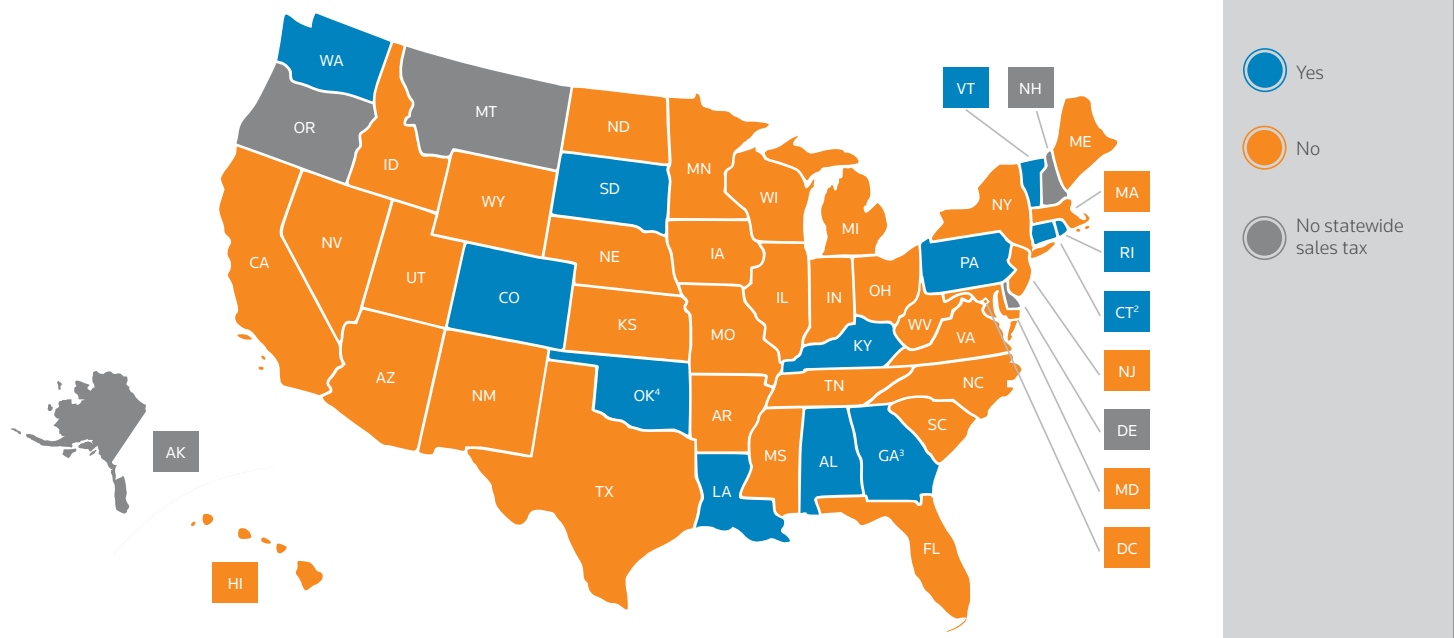 WA
VT
NH
Yes
MT
OR
ND
ME
No
ID
MN
SD
WI
MA
WY
NY
MI
No statewide
sales tax
NV
CA
IA
NE
RI
PA
UT
CO
IL
IN
OH
CT²
KS
MO
WV
VA
KY
NJ
AZ
NM
OK⁴
TN
NC
AR
SC
DE
AK
MS
AL
GA³
TX
LA
MD
FL
DC
HI